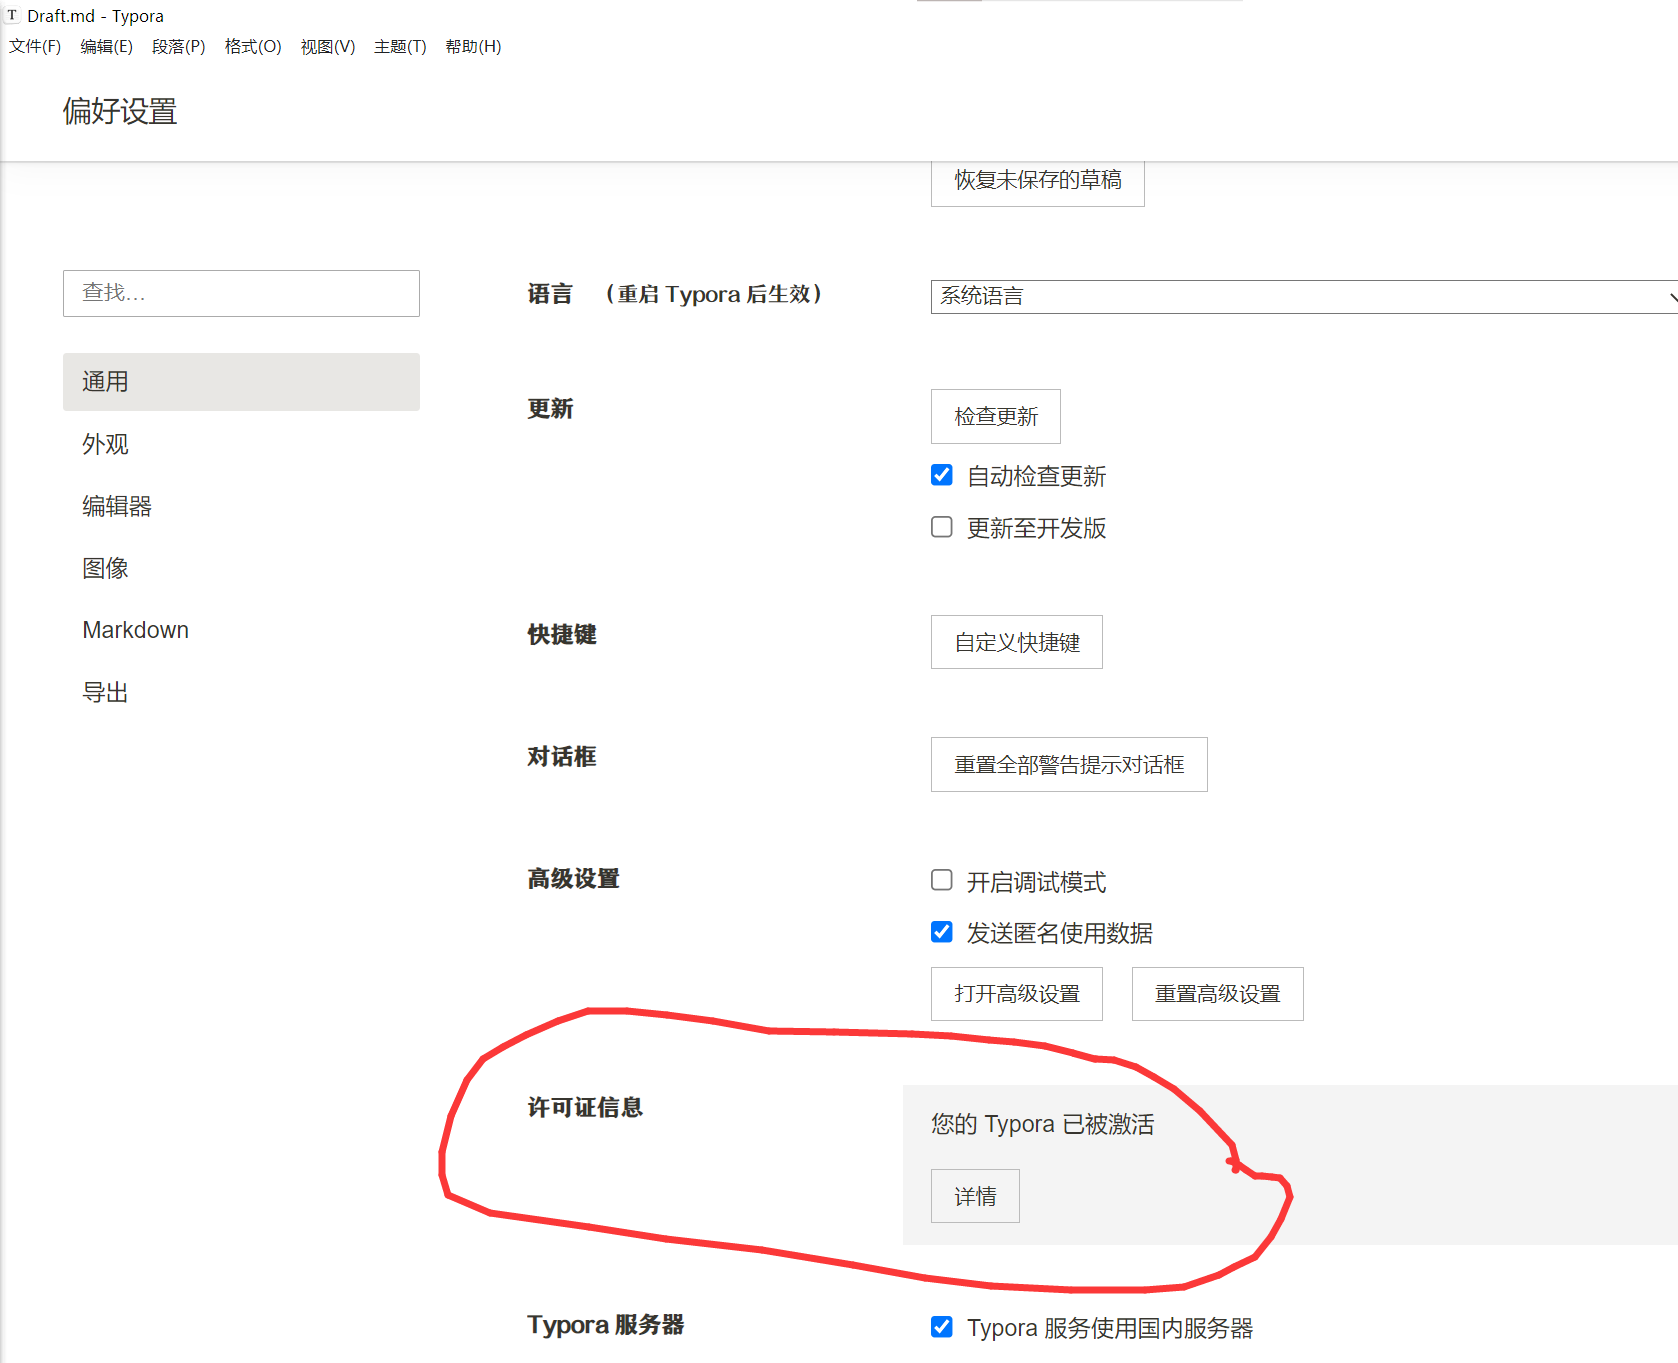 Draft.md - Typora
文件(F) 编辑(E) 段落(P) 格式(O) 视图(V) 主题(T) 帮助(H)
偏好设置
恢复未保存的草稿
查找...
通用
外观
编辑器
图像
Markdown
导出
语言 （重启 Typora 后生效）
系统语言
更新
检查更新
自动检查更新
更新至开发版
快捷键
自定义快捷键
对话框
重置全部警告提示对话框
高级设置
开启调试模式
发送匿名使用数据
打开高级设置 重置高级设置
许可证信息
您的 Typora 已被激活
详情
Typora 服务器
Typora 服务使用国内服务器